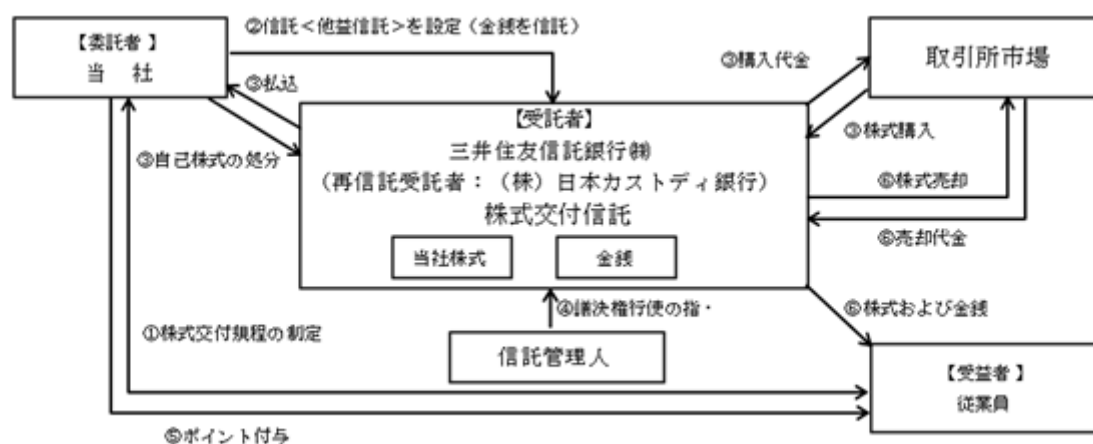 ②信託<他益信託>を設定（金銭を信託）
【委託者】
当 社
③払込
③自己株式の処分
③購入代金
取引所市場
③株式購入
【受託者】
三井住友信託銀行㈱
（再信託受託者：（株）日本カストディ銀行）
株式交付信託
当社株式
金銭
⑥株式売却
⑥売却代金
④議決権行使の指・
⑥株式および金銭
①株式交付規程の制定
信託管理人
【受益者】
従業員
⑤ポイント付与